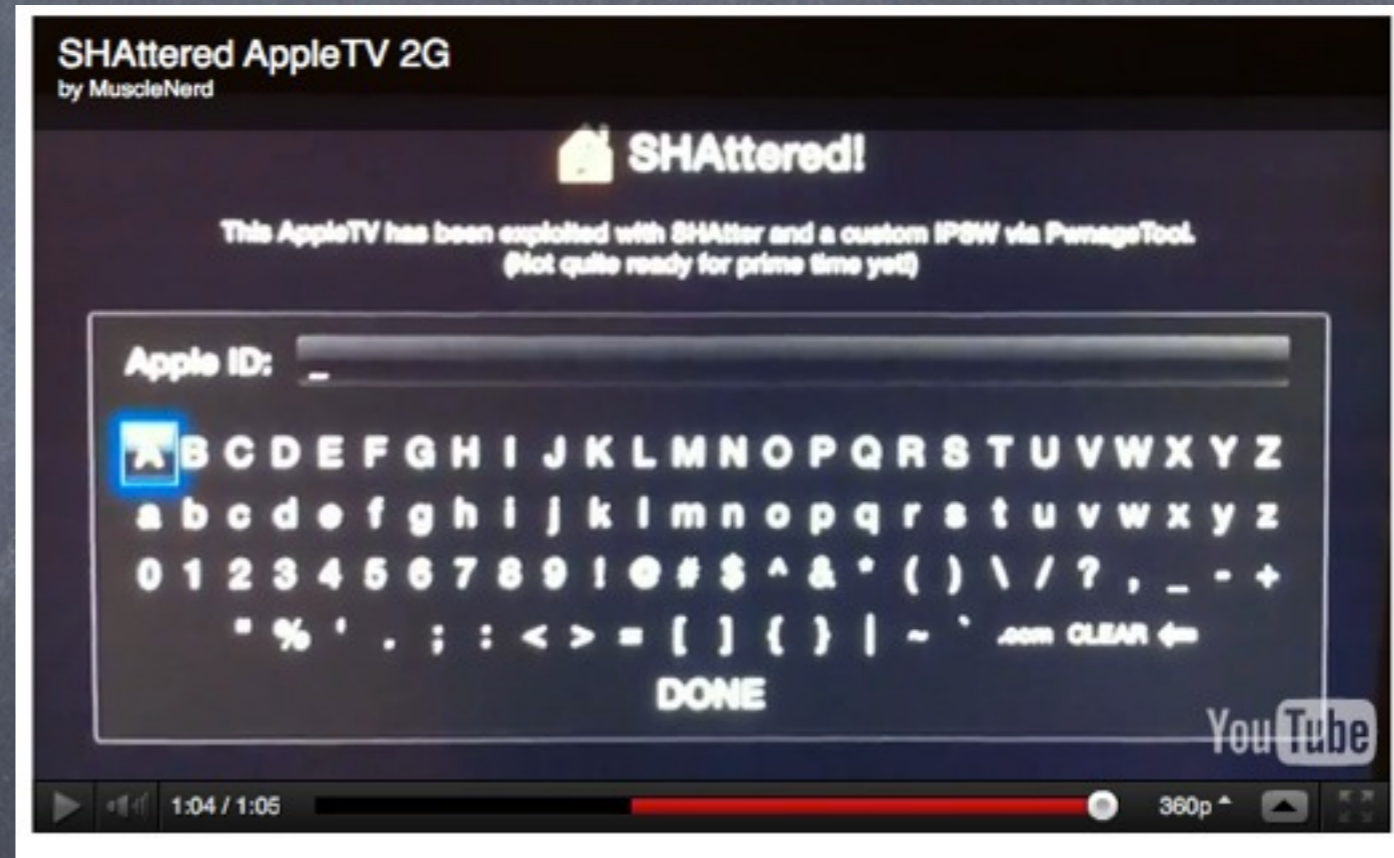 SHAttered AppleTV 2G
by MuscleNerd
SHAttered!
This AppleTV has been exploited with SHAtter and a custom IPSW via PwnageTool.
(Not quite ready for prime time yet!)
Apple ID: _
A B C D E F G H I J K L M N O P Q R S T U V W X Y Z
a b c d e f g h i j k l m n o p q r s t u v w x y z
0 1 2 3 4 5 6 7 8 9 ! @ # $ ^ & * ( ) \ / ? , _ - +
" % ' . ; : < > = [ ] { } | ~ ` .com CLEAR
DONE
YouTube
1:04 / 1:05 360p